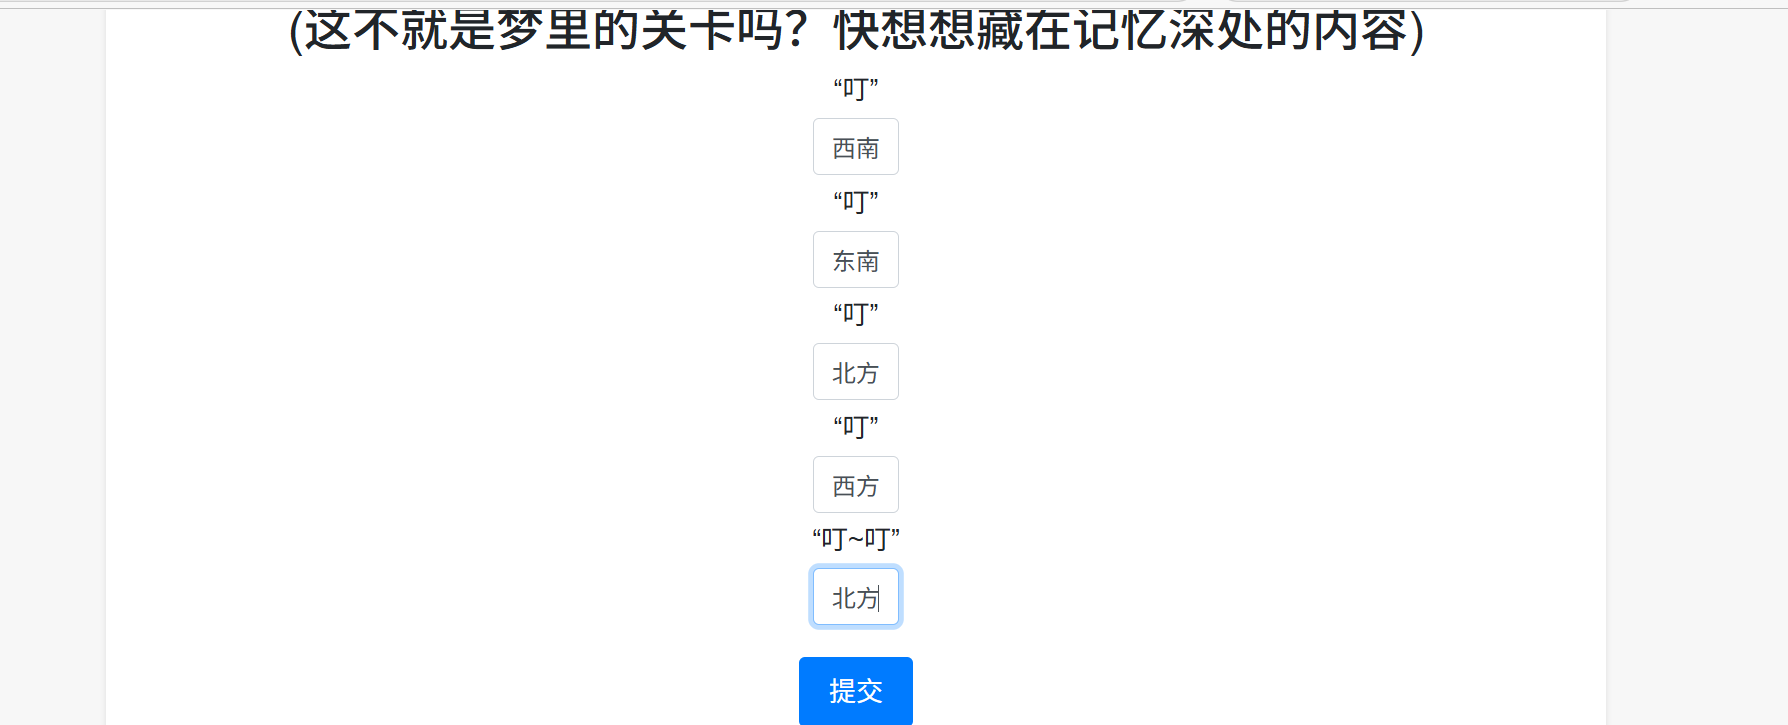 (这不就是梦里的关卡吗？快想想藏在记忆深处的内容)
“叮”
西南
“叮”
东南
“叮”
北方
“叮”
西方
“叮~叮”
北方
提交